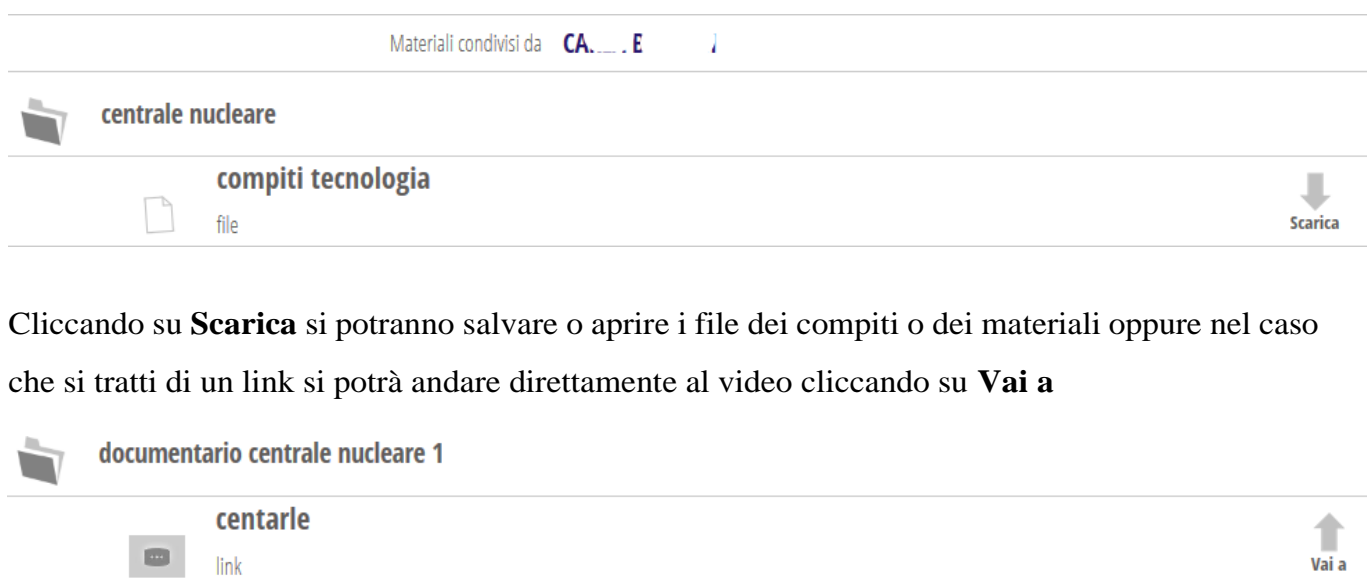 Materiali condivisi da
centrale nucleare
compiti tecnologia
file
Scarica
Cliccando su Scarica si potranno salvare o aprire i file dei compiti o dei materiali oppure nel caso
che si tratti di un link si potrà andare direttamente al video cliccando su Vai a
documentario centrale nucleare 1
centarle
link
Vai a